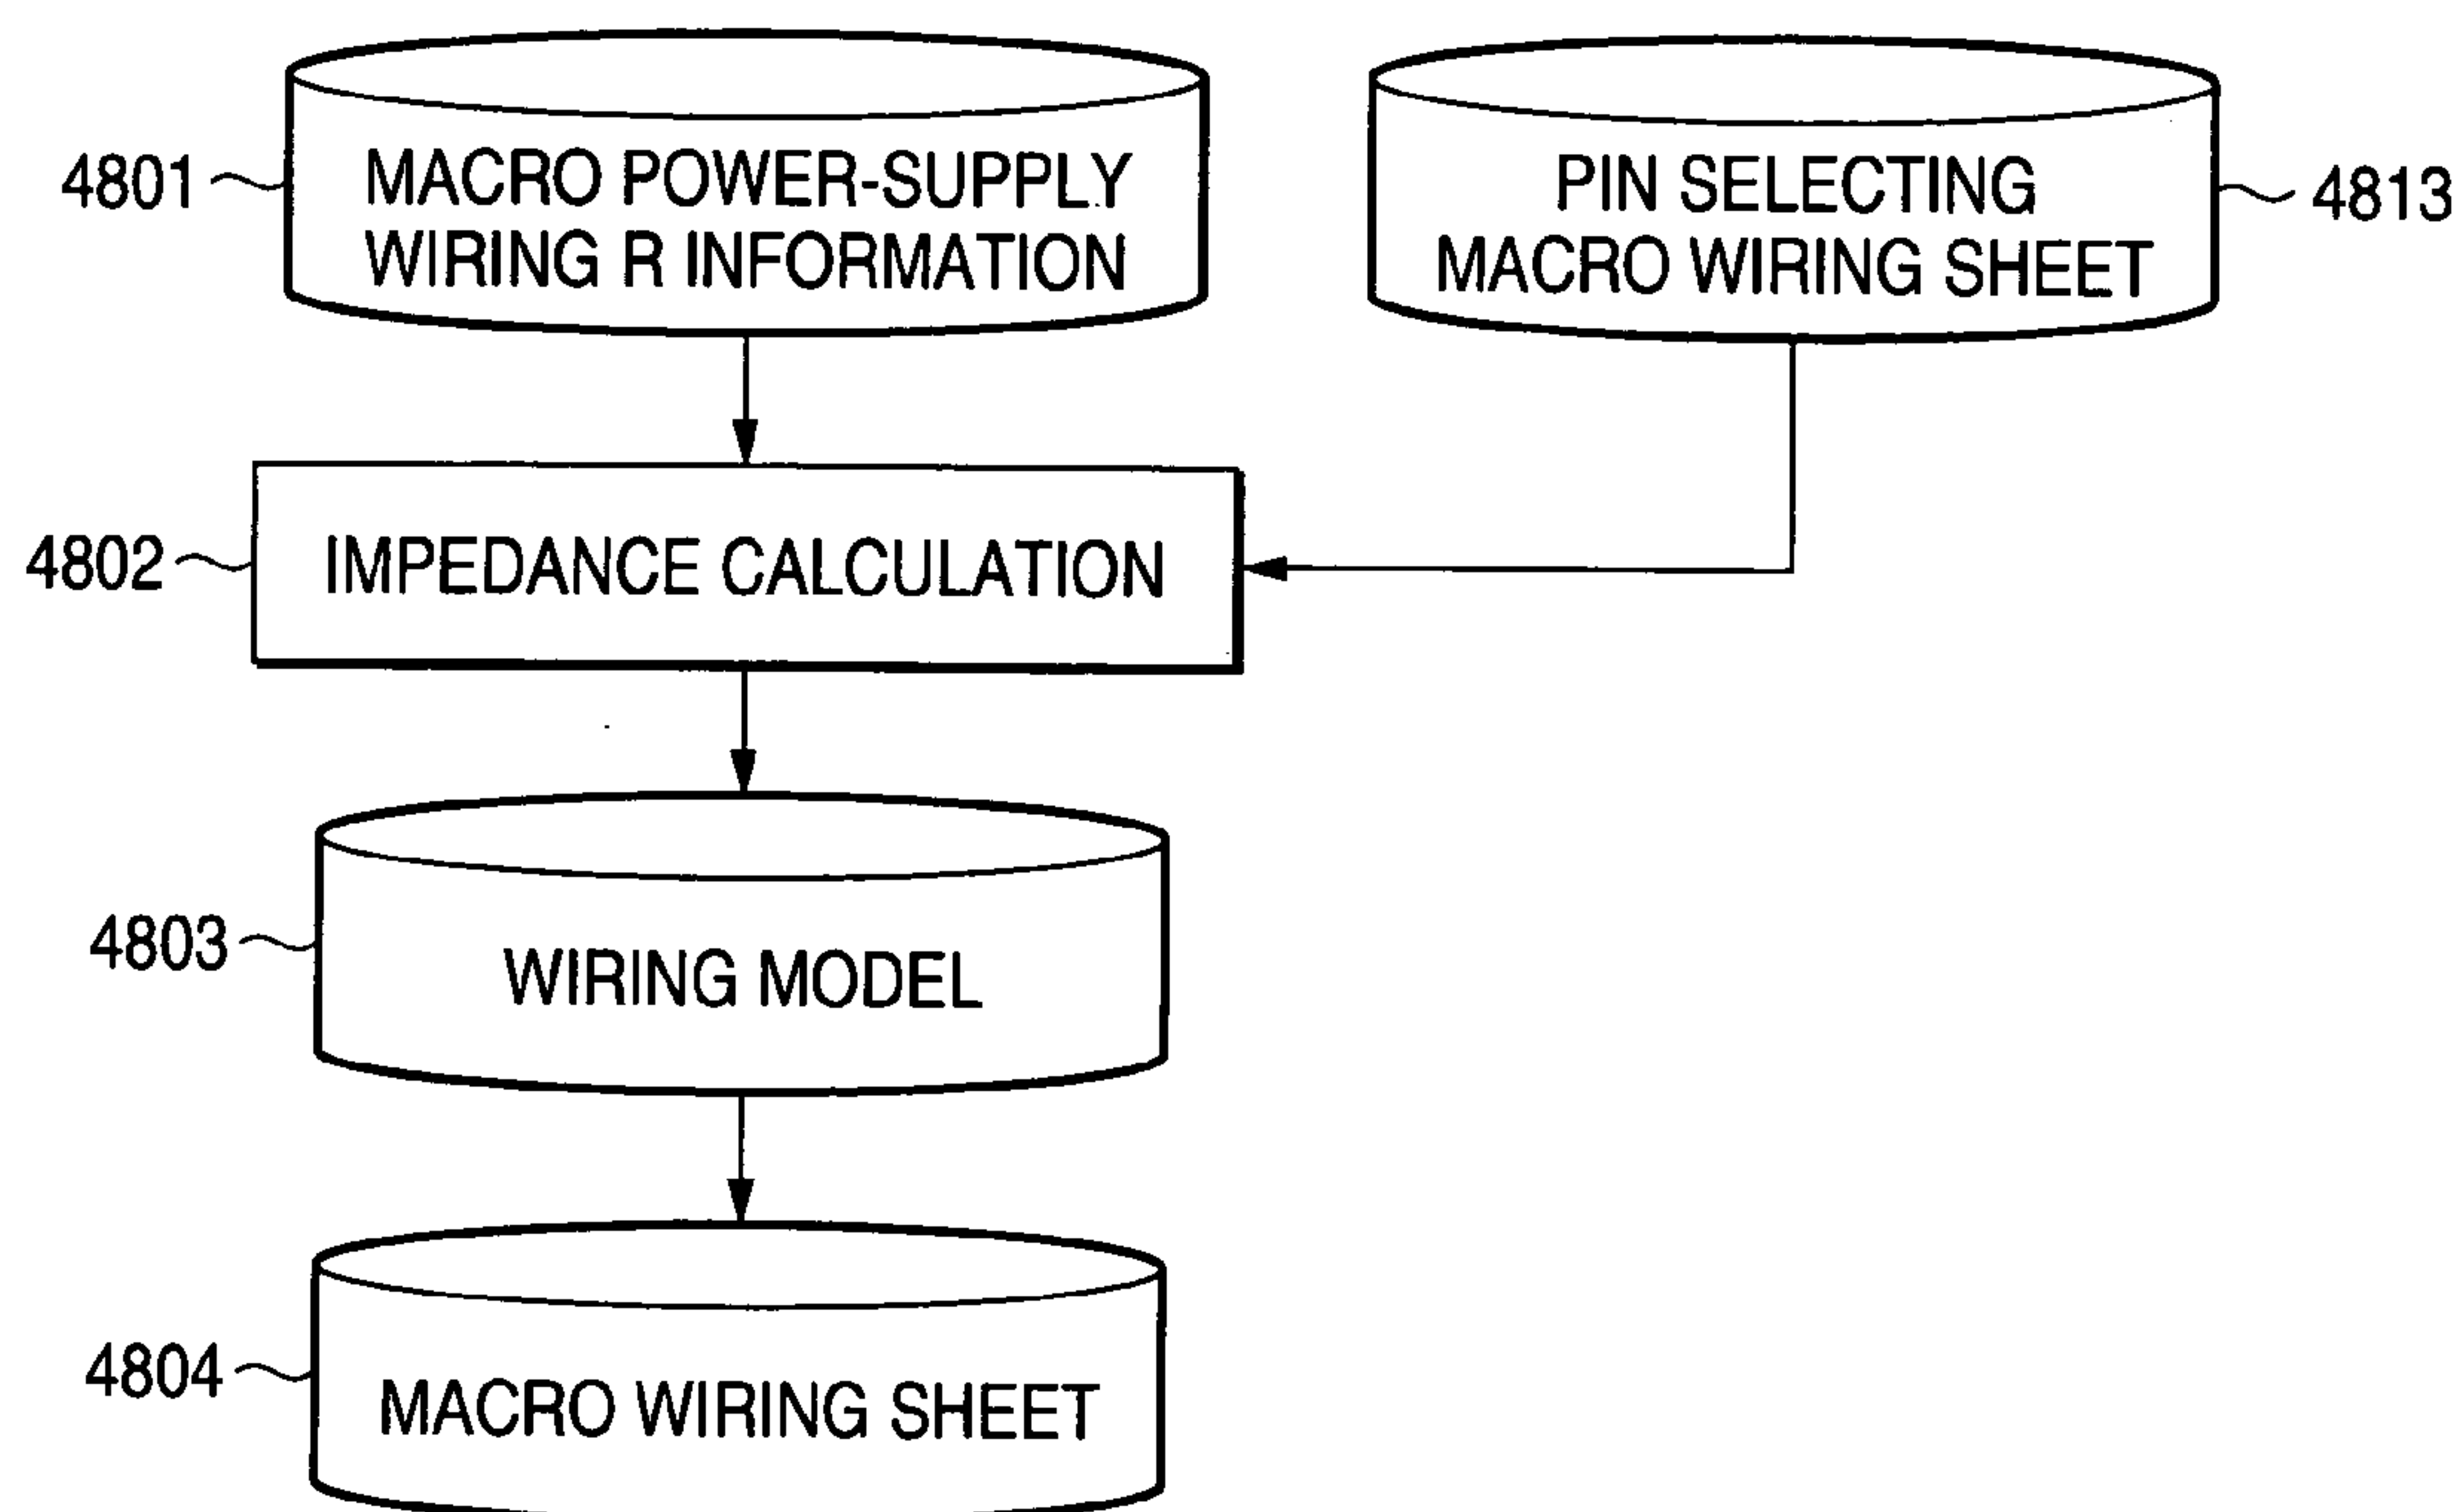 4801
MACRO POWER-SUPPLY
WIRING R INFORMATION
PIN SELECTING
MACRO WIRING SHEET
4813
4802
IMPEDANCE CALCULATION
4803
WIRING MODEL
4804
MACRO WIRING SHEET